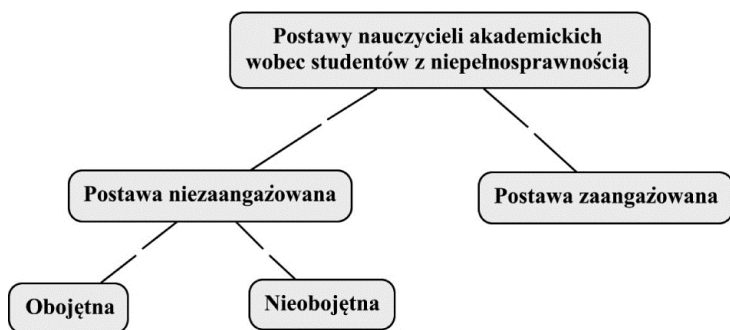 Postawy nauczycieli akademickich
wobec studentów z niepełnosprawnością
Postawa niezaangażowana
Postawa zaangażowana
Obojętna
Nieobojętna